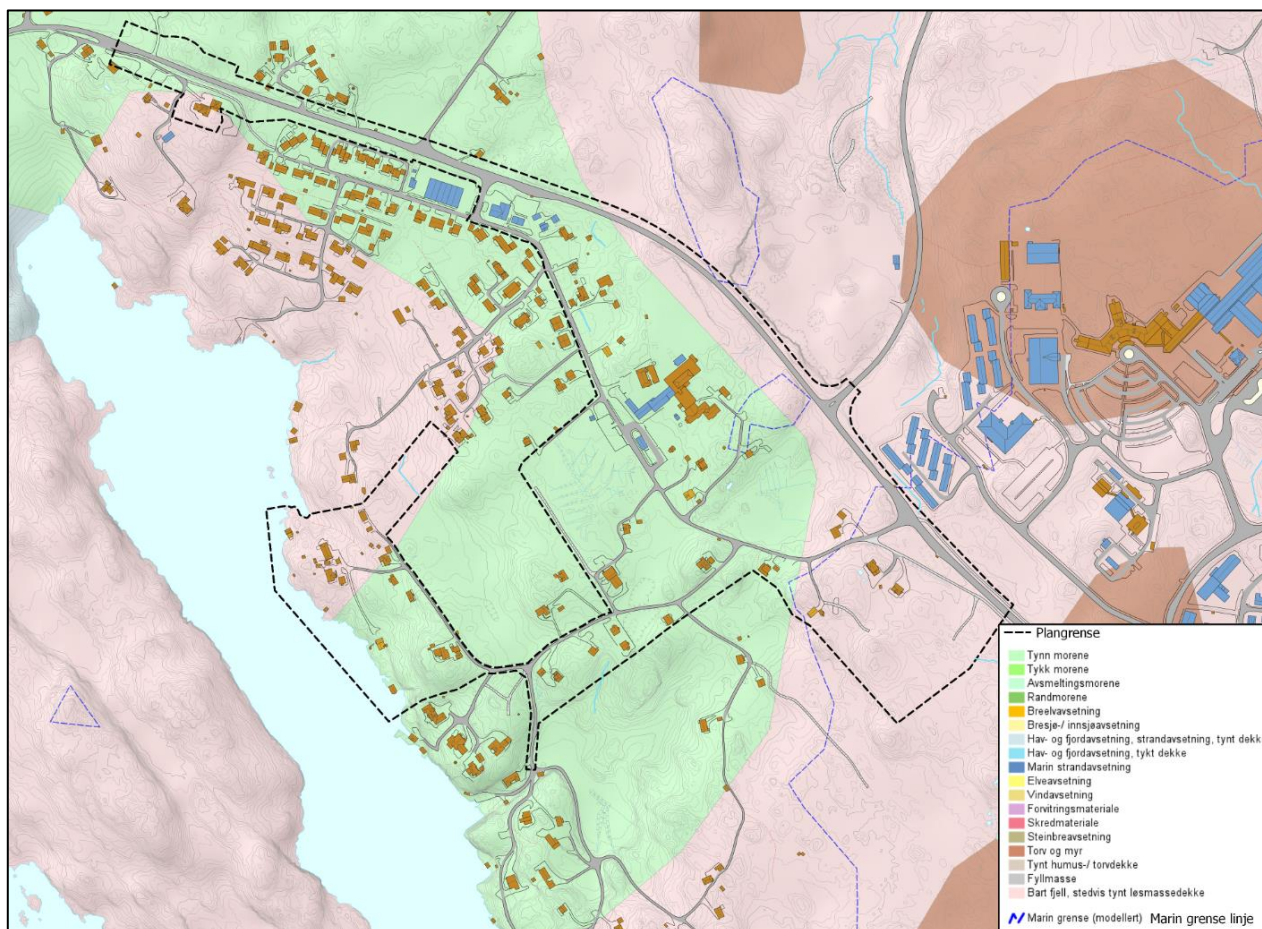 Plangrense
Tynn morene
Tykk morene
Avsmeltingsmorene
Randmorene
Breelvavsetning
Bresjø-/ innsjøavsetning
Hav- og fjordavsetning, strandavsetning, tynt dekk
Hav- og fjordavsetning, tykt dekke
Marin strandavsetning
Elveavsetning
Vindavsetning
Forvitringsmateriale
Skredmateriale
Steinbreavsetning
Torv og myr
Tynt humus-/ torvdekke
Fyllmasse
Bart fjell, stedvis tynt løsmassedekke
Marin grense (modellert) Marin grense linje